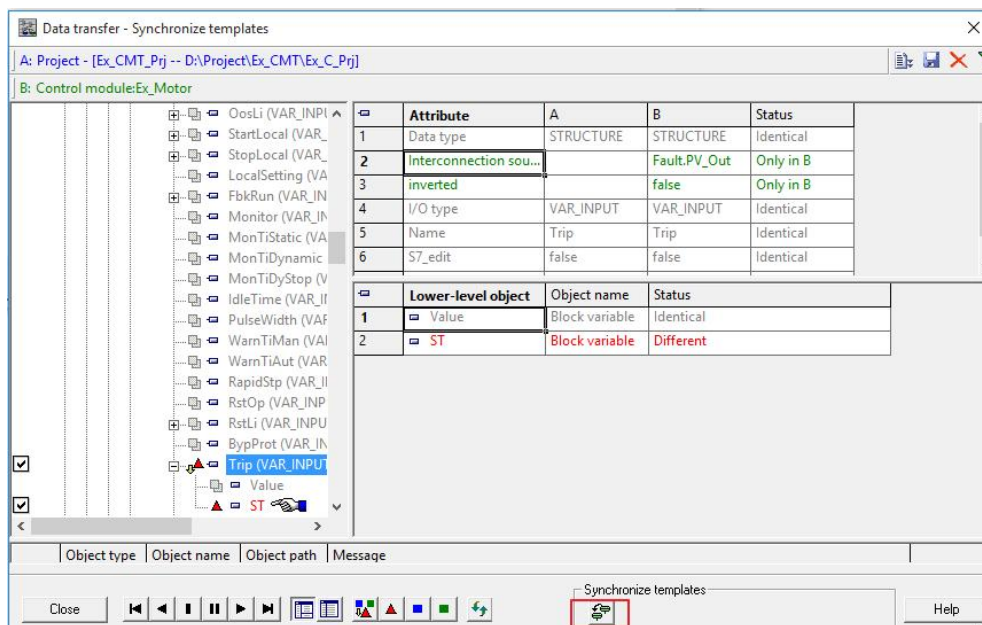 Data transfer - Synchronize templates
A: Project - [Ex_CMT_Prj -- D:\Project\Ex_CMT\Ex_C_Prj]
B: Control module:Ex_Motor
OosLi (VAR_INPU
StartLocal (VAR_
StopLocal (VAR_
LocalSetting (VA
FbkRun (VAR_IN
Monitor (VAR_IN
MonTiStatic (VA
MonTiDynamic
MonTiDyStop (V
IdleTime (VAR_II
PulseWidth (VAR
WarnTiMan (VAI
WarnTiAut (VAR
RapidStp (VAR_II
RstOp (VAR_INP
RstLi (VAR_INPU
BypProt (VAR_IN
Trip (VAR_INPUT
Value
ST
Attribute A B Status
1 Data type STRUCTURE STRUCTURE Identical
2 Interconnection sou... Fault.PV_Out Only in B
3 inverted false Only in B
4 I/O type VAR_INPUT VAR_INPUT Identical
5 Name Trip Trip Identical
6 S7_edit false false Identical
Lower-level object Object name Status
1 Value Block variable Identical
2 ST Block variable Different
Object type Object name Object path Message
Synchronize templates
Close Help